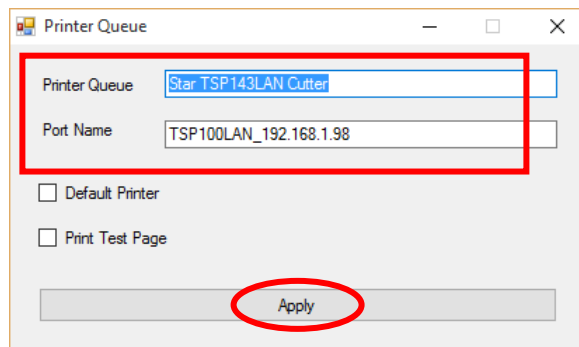 Printer Queue
Printer Queue Star TSP143LAN Cutter
Port Name TSP100LAN_192.168.1.98
Default Printer
Print Test Page
Apply